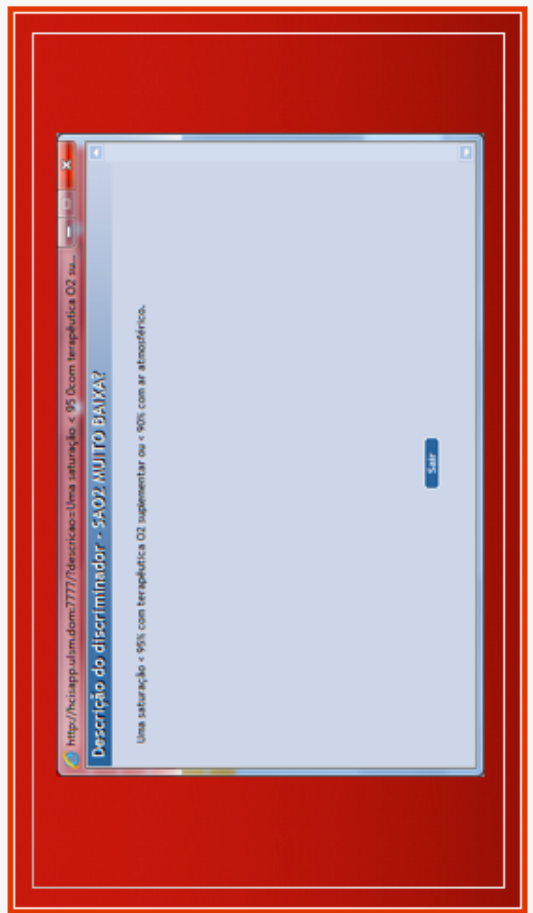 http://hcisapp.ulsm.dom:7777/?descricao=Uma saturação < 95 0com terapêutica O2 su...
Descrição do discriminador - SAO2 MUITO BAIXA?
Uma saturação < 95% com terapêutica O2 suplementar ou < 90% com ar atmosférico.
Sair